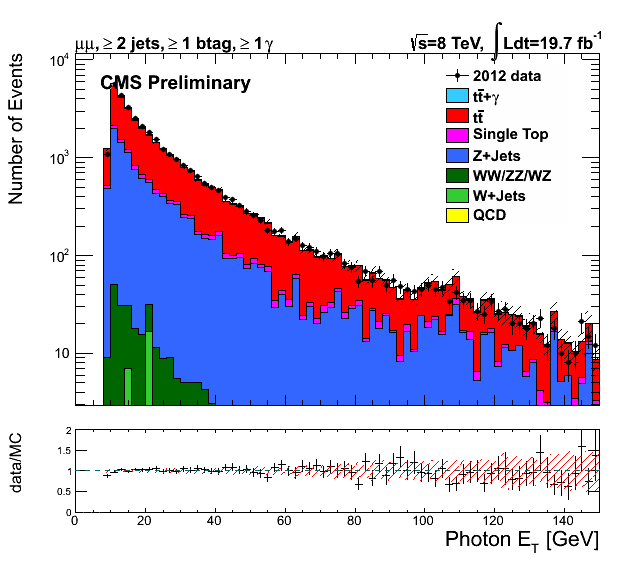 μμ, ≥ 2 jets, ≥ 1 btag, ≥ 1 γ
√s=8 TeV, ∫ Ldt=19.7 fb⁻¹
CMS Preliminary
Number of Events
10⁴
10³
10²
10
2012 data
tt̄+γ
tt̄
Single Top
Z+Jets
WW/ZZ/WZ
W+Jets
QCD
data/MC
2
1.5
1
0.5
0
0 20 40 60 80 100 120 140
Photon E_T [GeV]